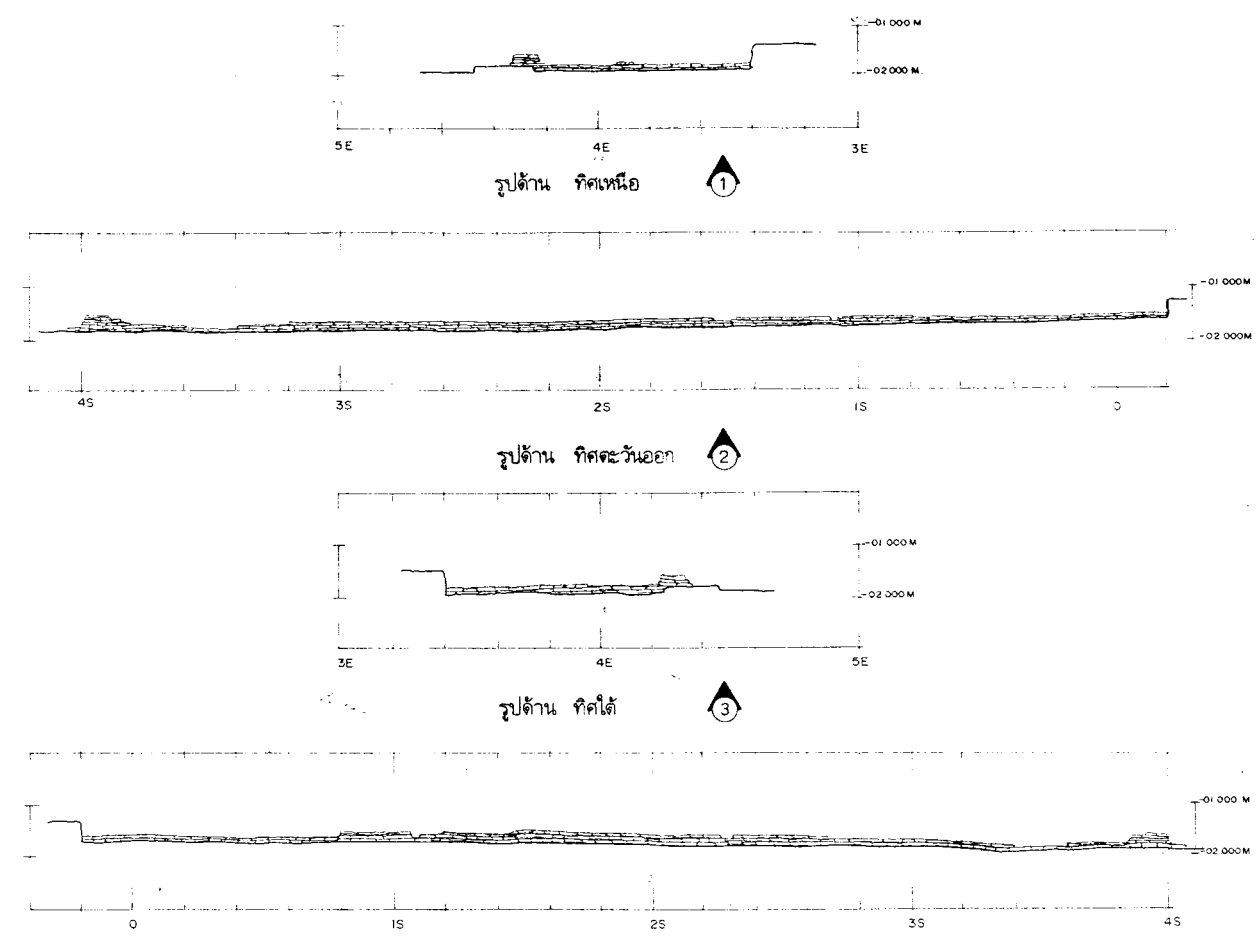 -01 000 M
-02 000 M.
5E 4E 3E
รูปด้าน ทิศเหนือ 1
-01 000M
-02 000M
4S 3S 2S 1S 0
รูปด้าน ทิศตะวันออก 2
-01 000 M
-02 000M
3E 4E 5E
รูปด้าน ทิศใต้ 3
-01 000 M
-02 000M
0 1S 2S 3S 4S